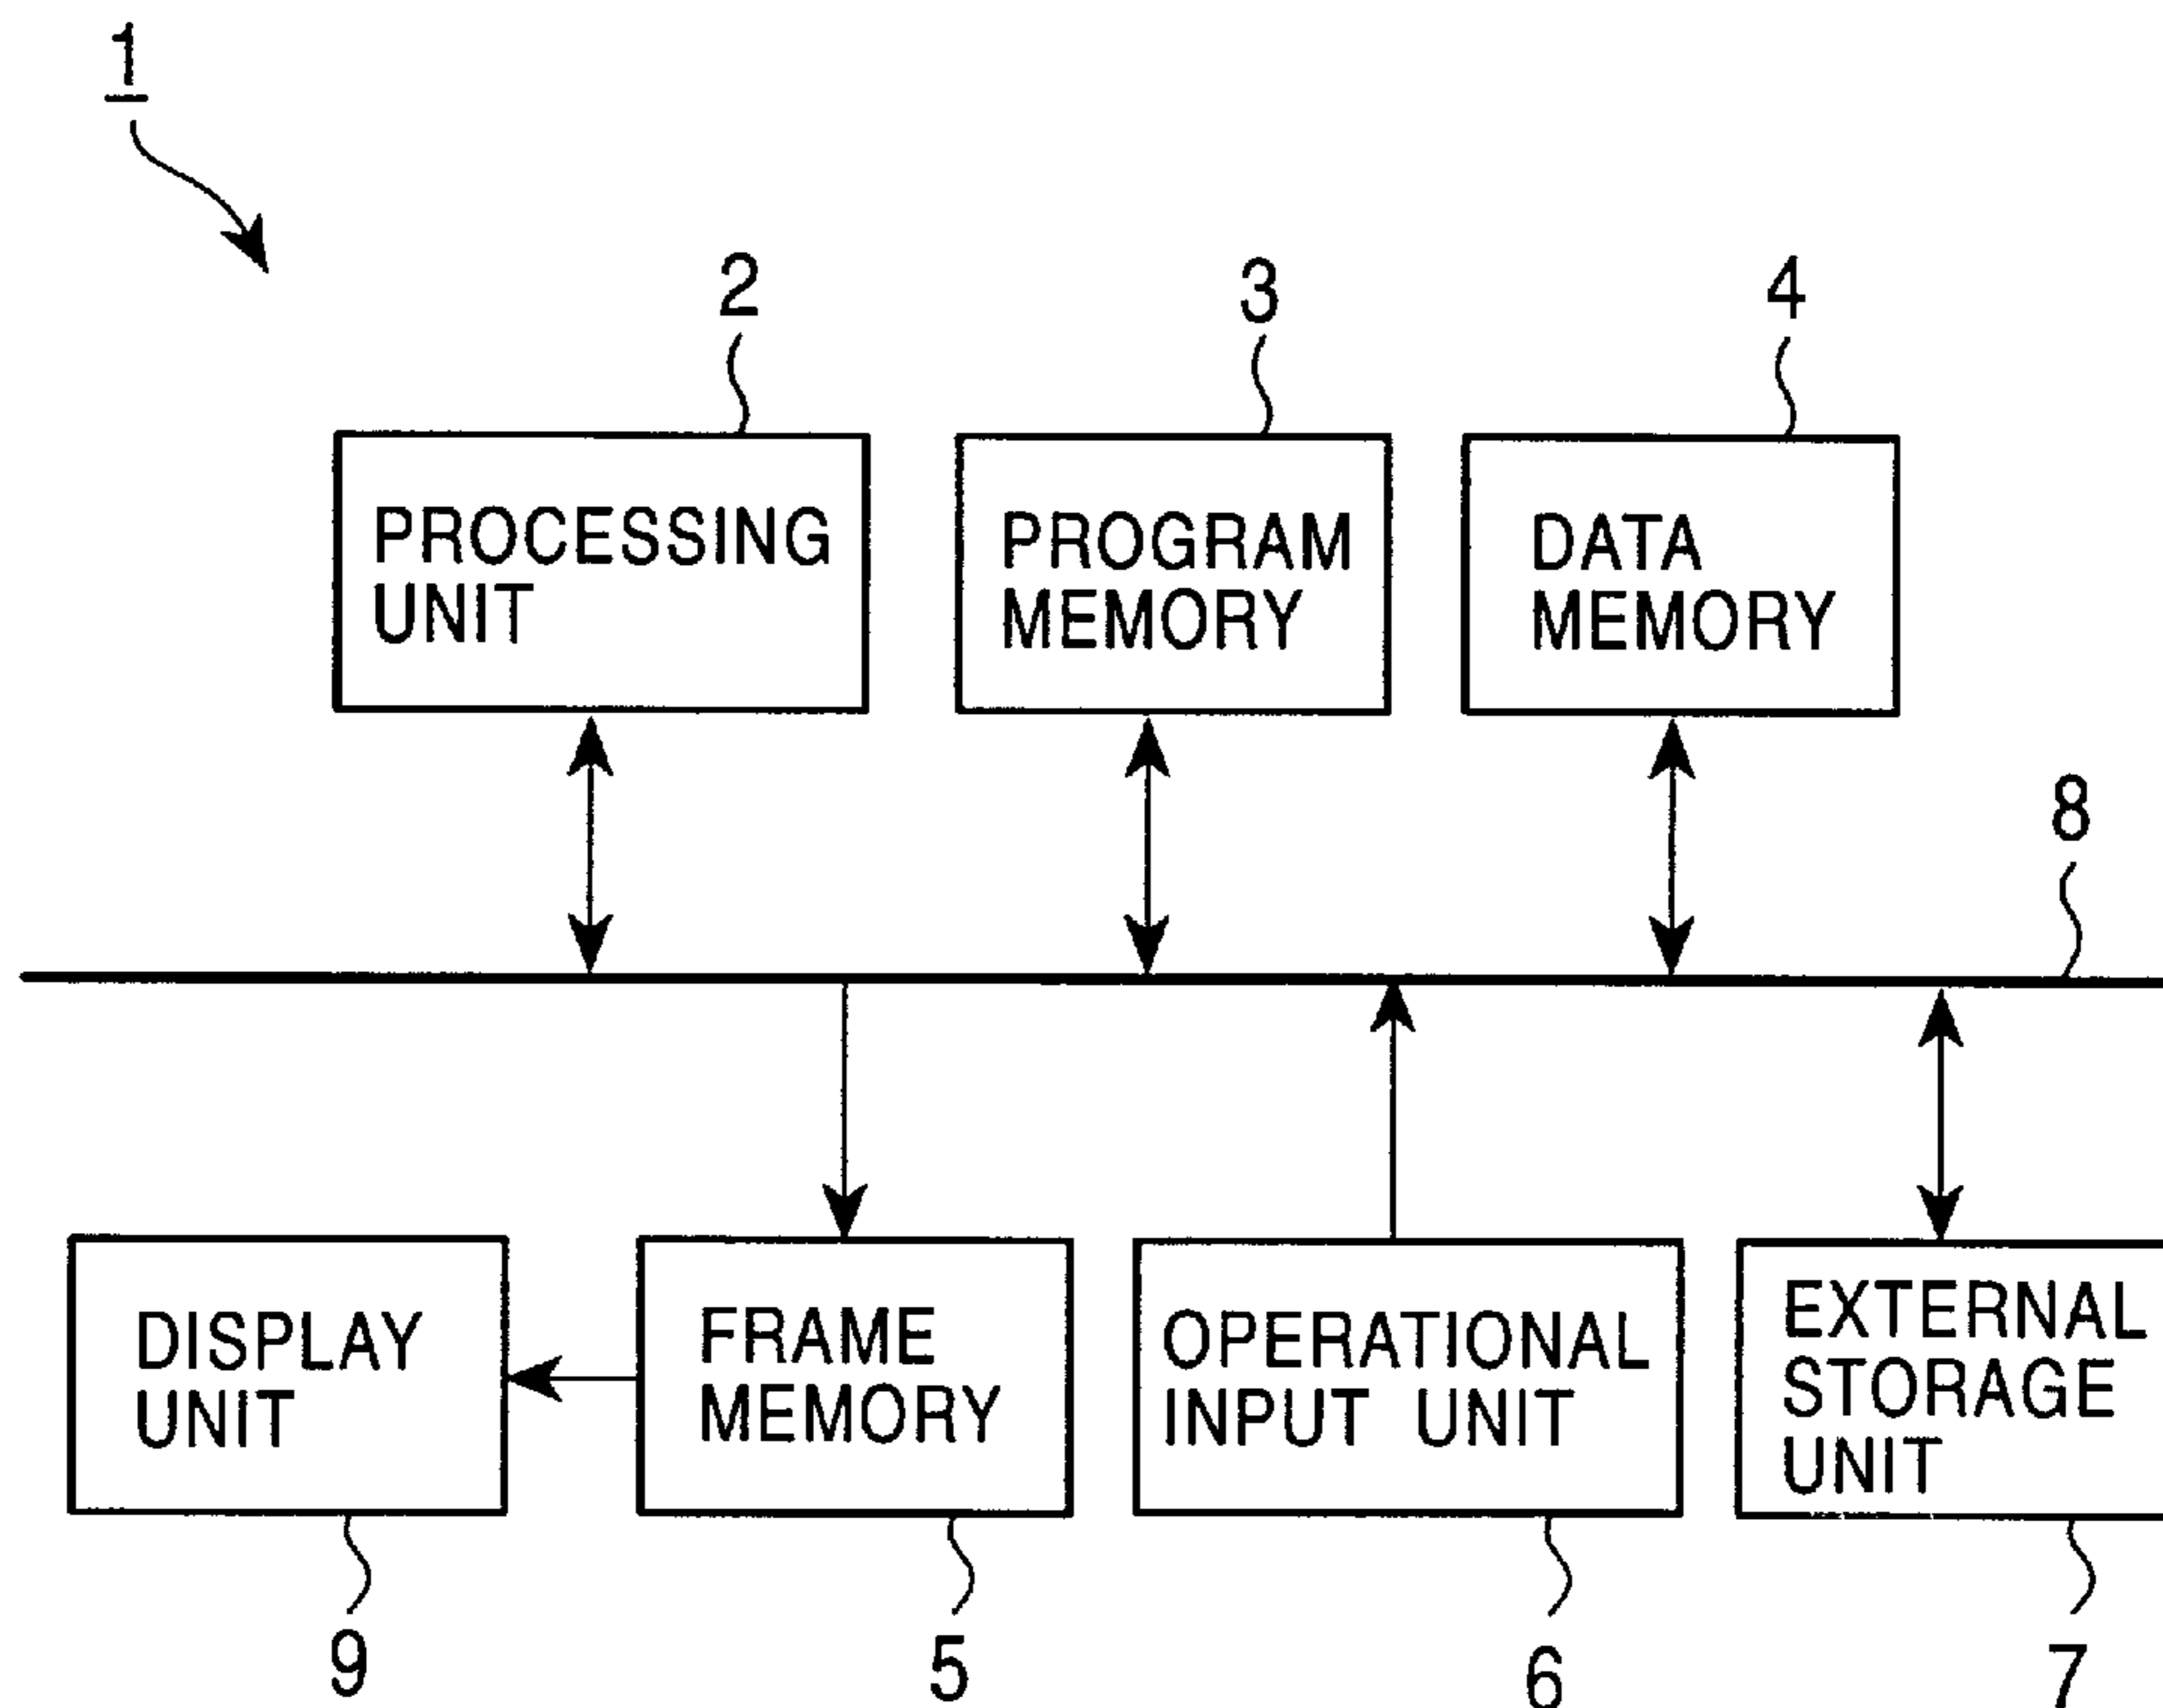 1
2
3
4
PROCESSING
UNIT
PROGRAM
MEMORY
DATA
MEMORY
8
DISPLAY
UNIT
FRAME
MEMORY
OPERATIONAL
INPUT UNIT
EXTERNAL
STORAGE
UNIT
9
5
6
7